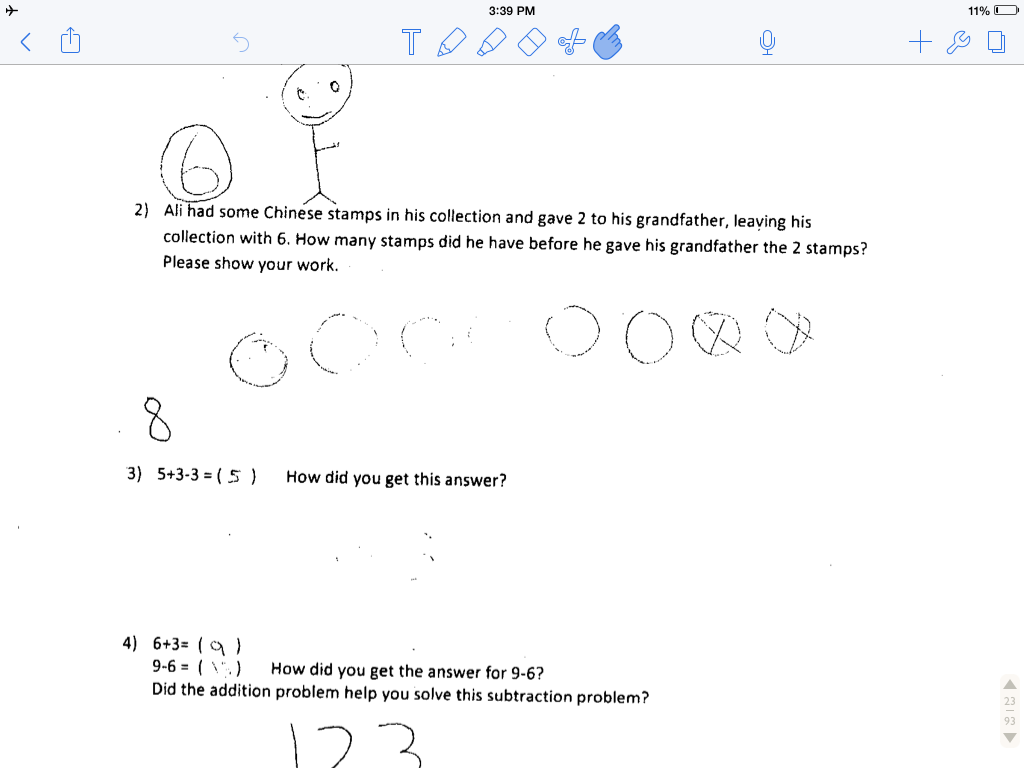 3:39 PM
11%
T
6
2) Ali had some Chinese stamps in his collection and gave 2 to his grandfather, leaving his
collection with 6. How many stamps did he have before he gave his grandfather the 2 stamps?
Please show your work.
8
3) 5+3-3 = ( 5 ) How did you get this answer?
4) 6+3= ( 9 )
9-6 = ( ) How did you get the answer for 9-6?
Did the addition problem help you solve this subtraction problem?
1 2 3
23
93